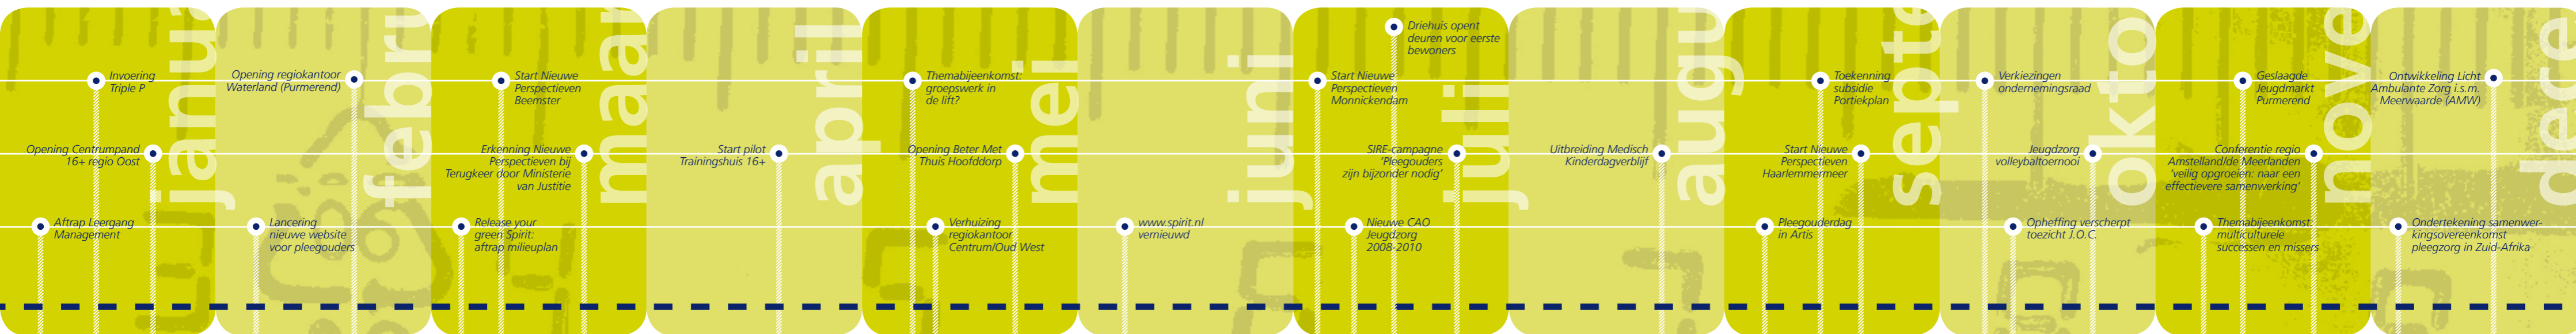 Invoering
Triple P
Opening Centrumpand
16+ regio Oost
Aftrap Leergang
Management
janua
Opening regiokantoor
Waterland (Purmerend)
Lancering
nieuwe website
voor pleegouders
febru
Start Nieuwe
Perspectieven
Beemster
Erkenning Nieuwe
Perspectieven bij
Terugkeer door Ministerie
van Justitie
Release your
green Spirit:
aftrap milieuplan
maar
Start pilot
Trainingshuis 16+
april
Themabijeenkomst:
groepswerk in
de lift?
Opening Beter Met
Thuis Hoofddorp
Verhuizing
regiokantoor
Centrum/Oud West
mei
www.spirit.nl
vernieuwd
juni
Driehuis opent
deuren voor eerste
bewoners
Start Nieuwe
Perspectieven
Monnickendam
SIRE-campagne
‘Pleegouders
zijn bijzonder nodig’
Nieuwe CAO
Jeugdzorg
2008-2010
juli
Uitbreiding Medisch
Kinderdagverblijf
augu
Toekenning
subsidie
Portiekplan
Start Nieuwe
Perspectieven
Haarlemmermeer
Pleegouderdag
in Artis
septe
Verkiezingen
ondernemingsraad
Jeugdzorg
volleybaltoernooi
Opheffing verscherpt
toezicht J.O.C.
okto
Geslaagde
Jeugdmarkt
Purmerend
Conferentie regio
Amstelland/de Meerlanden
‘veilig opgroeien: naar een
effectievere samenwerking’
Themabijeenkomst:
multiculturele
successen en missers
nove
Ontwikkeling Licht
Ambulante Zorg i.s.m.
Meerwaarde (AMW)
Ondertekening samenwer-
kingsovereenkomst
pleegzorg in Zuid-Afrika
dece